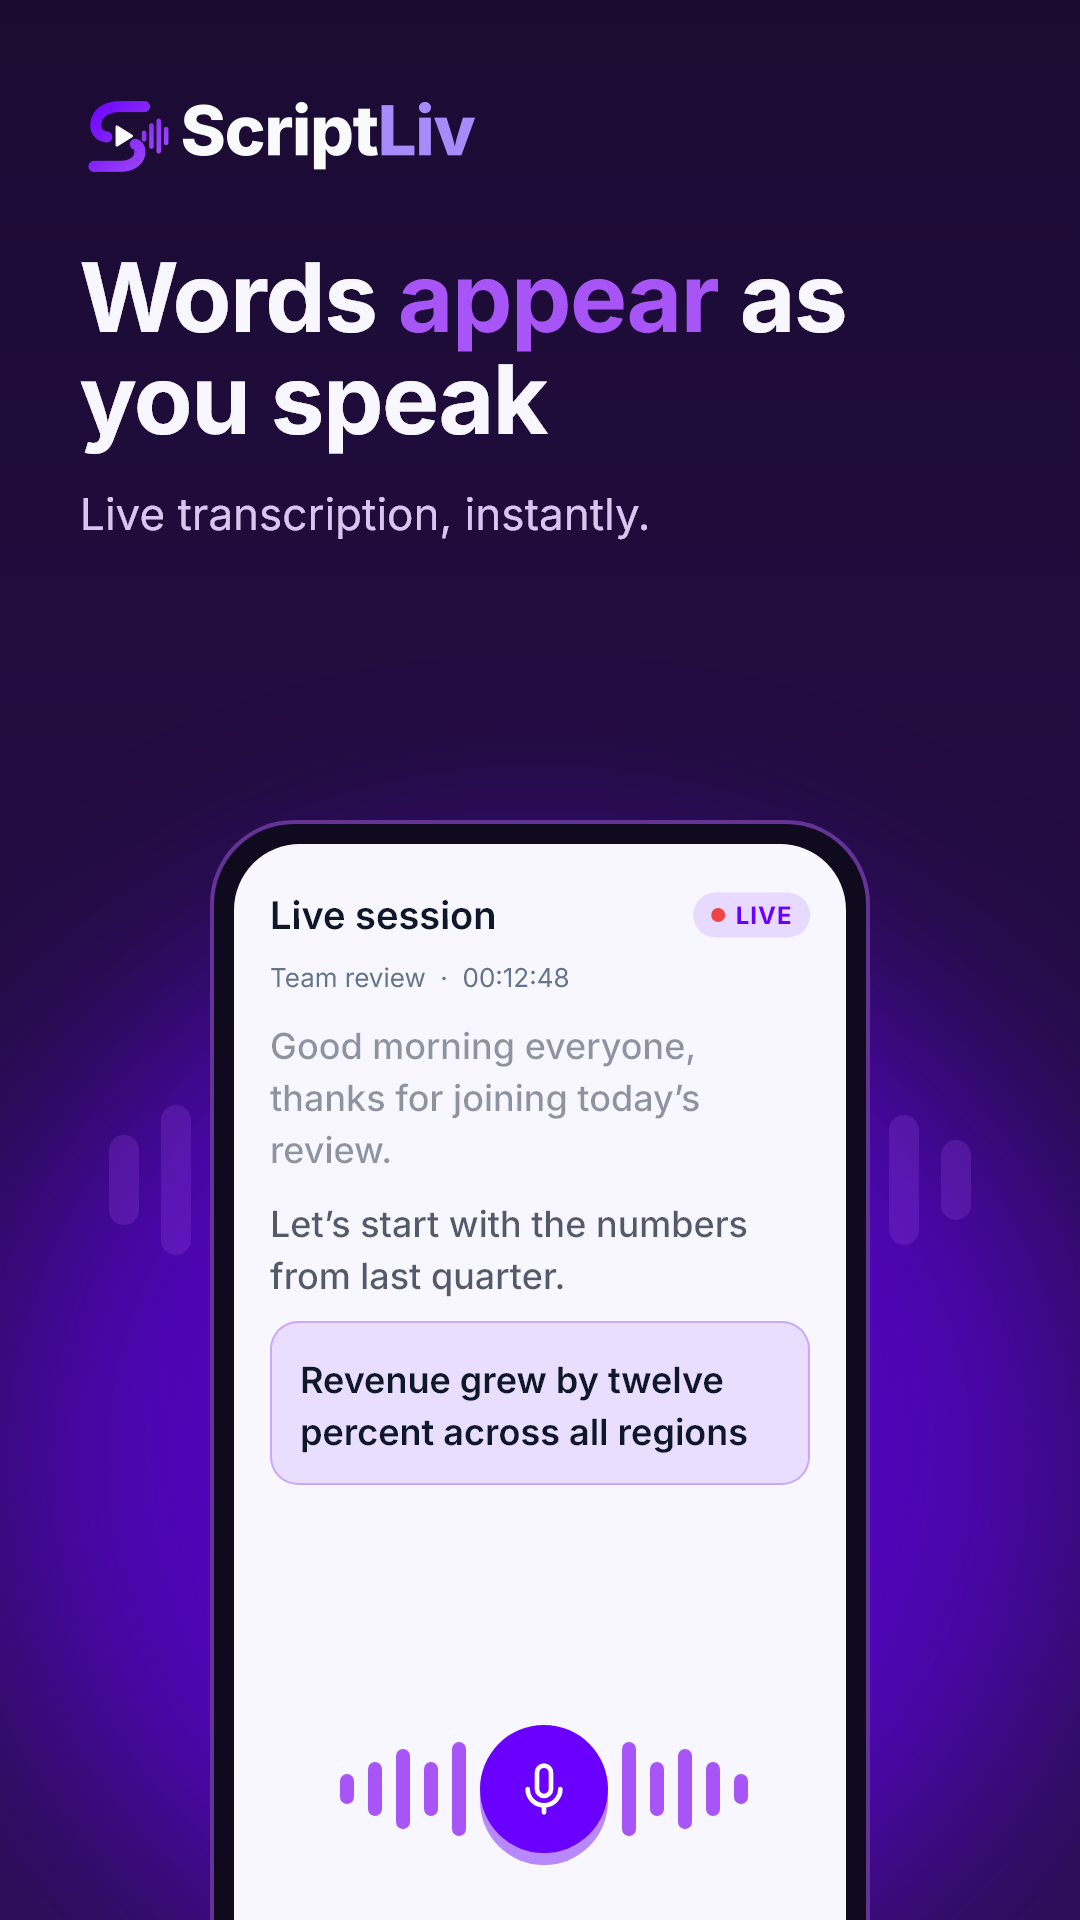 ScriptLiv
Words appear as
you speak
Live transcription, instantly.
Live session
LIVE
Team review · 00:12:48
Good morning everyone,
thanks for joining today’s
review.
Let’s start with the numbers
from last quarter.
Revenue grew by twelve
percent across all regions